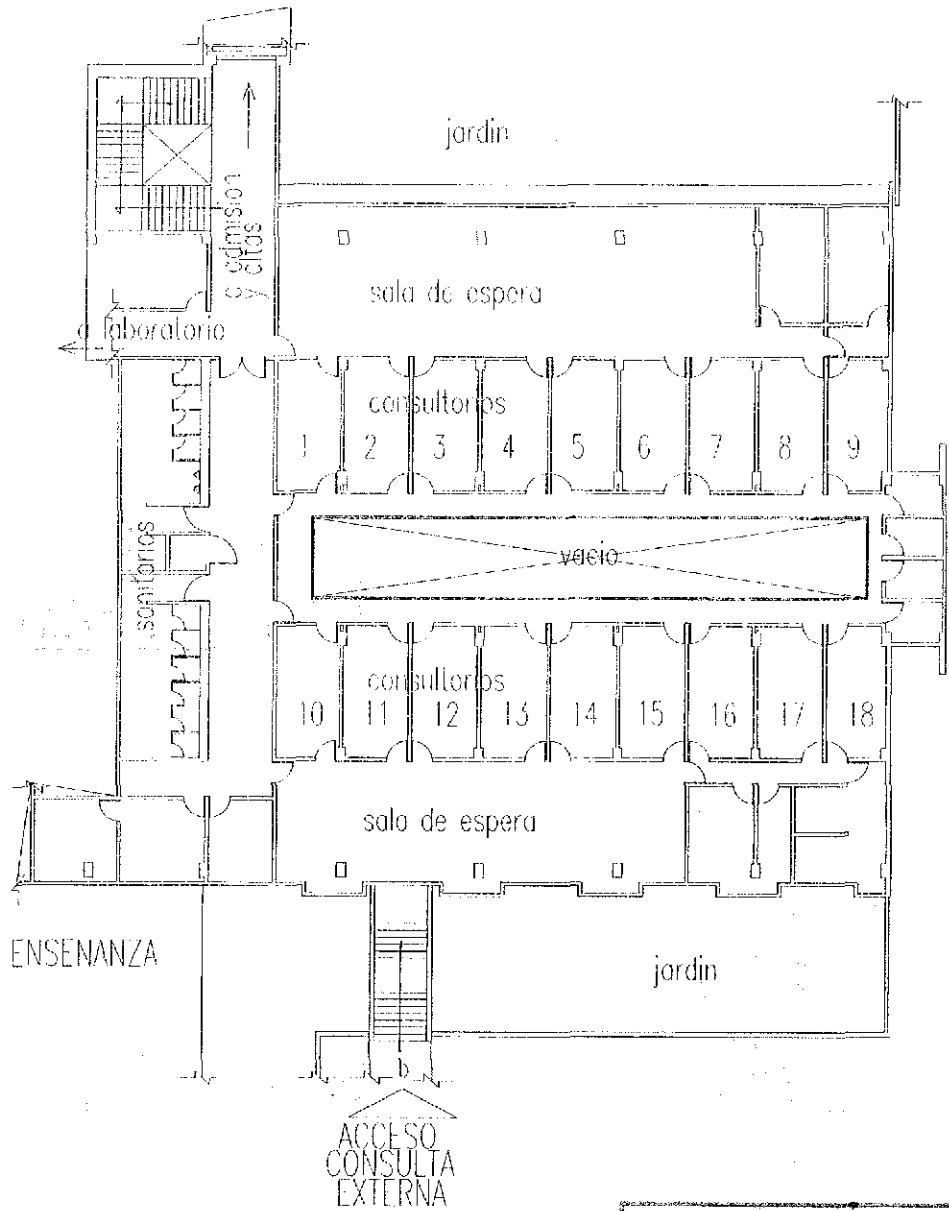 jardin
a admision
y citas
sala de espera
a laboratorio
consultorios
1 2 3 4 5 6 7 8 9
sanitarios
vacio
consultorios
10 11 12 13 14 15 16 17 18
sala de espera
ENSENANZA
jardin
b
ACCESO
CONSULTA
EXTERNA